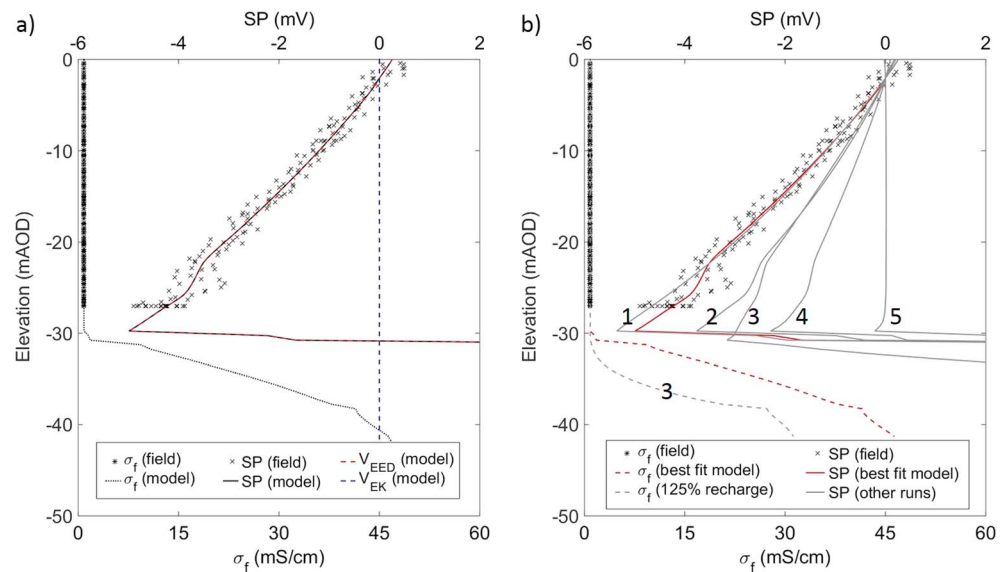 a)
SP (mV)
-6 -4 -2 0 2
0
-10
-20
-30
-40
-50
Elevation (mAOD)
σf (field)
σf (model)
SP (field)
SP (model)
VEED (model)
VEK (model)
0 15 30 45 60
σf (mS/cm)
b)
SP (mV)
-6 -4 -2 0 2
0
-10
-20
-30
-40
-50
Elevation (mAOD)
1 2 3 4 5
3
σf (field)
σf (best fit model)
σf (125% recharge)
SP (field)
SP (best fit model)
SP (other runs)
0 15 30 45 60
σf (mS/cm)